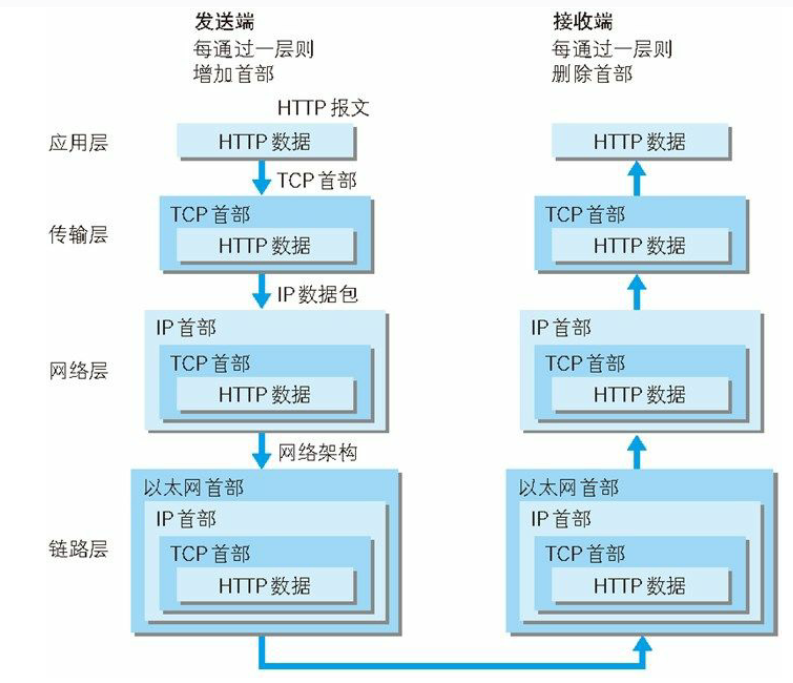 发送端
每通过一层则
增加首部
接收端
每通过一层则
删除首部
HTTP 报文
应用层
HTTP 数据
HTTP 数据
TCP 首部
传输层
TCP 首部
HTTP 数据
TCP 首部
HTTP 数据
IP 数据包
网络层
IP 首部
TCP 首部
HTTP 数据
IP 首部
TCP 首部
HTTP 数据
网络架构
链路层
以太网首部
IP 首部
TCP 首部
HTTP 数据
以太网首部
IP 首部
TCP 首部
HTTP 数据